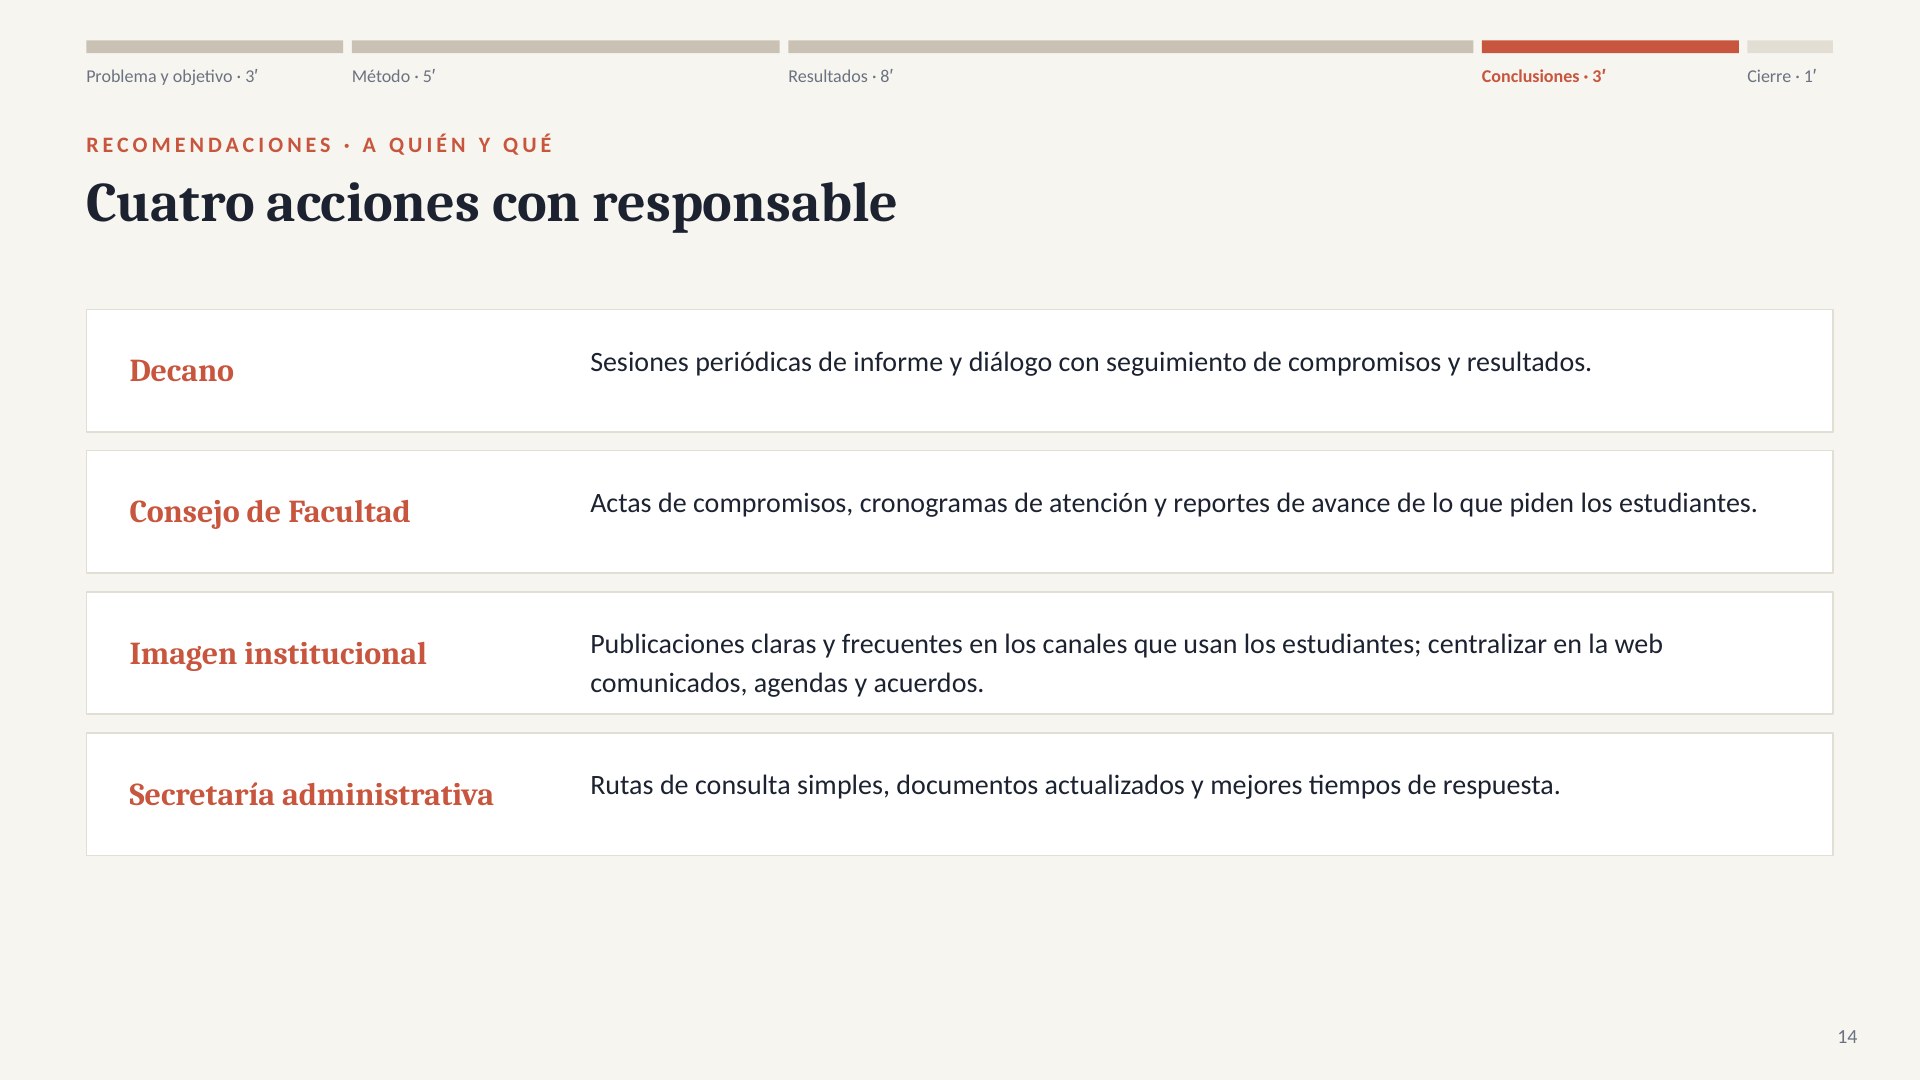 Problema y objetivo · 3′
Método · 5′
Resultados · 8′
Conclusiones · 3′
Cierre · 1′
RECOMENDACIONES · A QUIÉN Y QUÉ
Cuatro acciones con responsable
Decano
Sesiones periódicas de informe y diálogo con seguimiento de compromisos y resultados.
Consejo de Facultad
Actas de compromisos, cronogramas de atención y reportes de avance de lo que piden los estudiantes.
Imagen institucional
Publicaciones claras y frecuentes en los canales que usan los estudiantes; centralizar en la web
comunicados, agendas y acuerdos.
Secretaría administrativa
Rutas de consulta simples, documentos actualizados y mejores tiempos de respuesta.
14